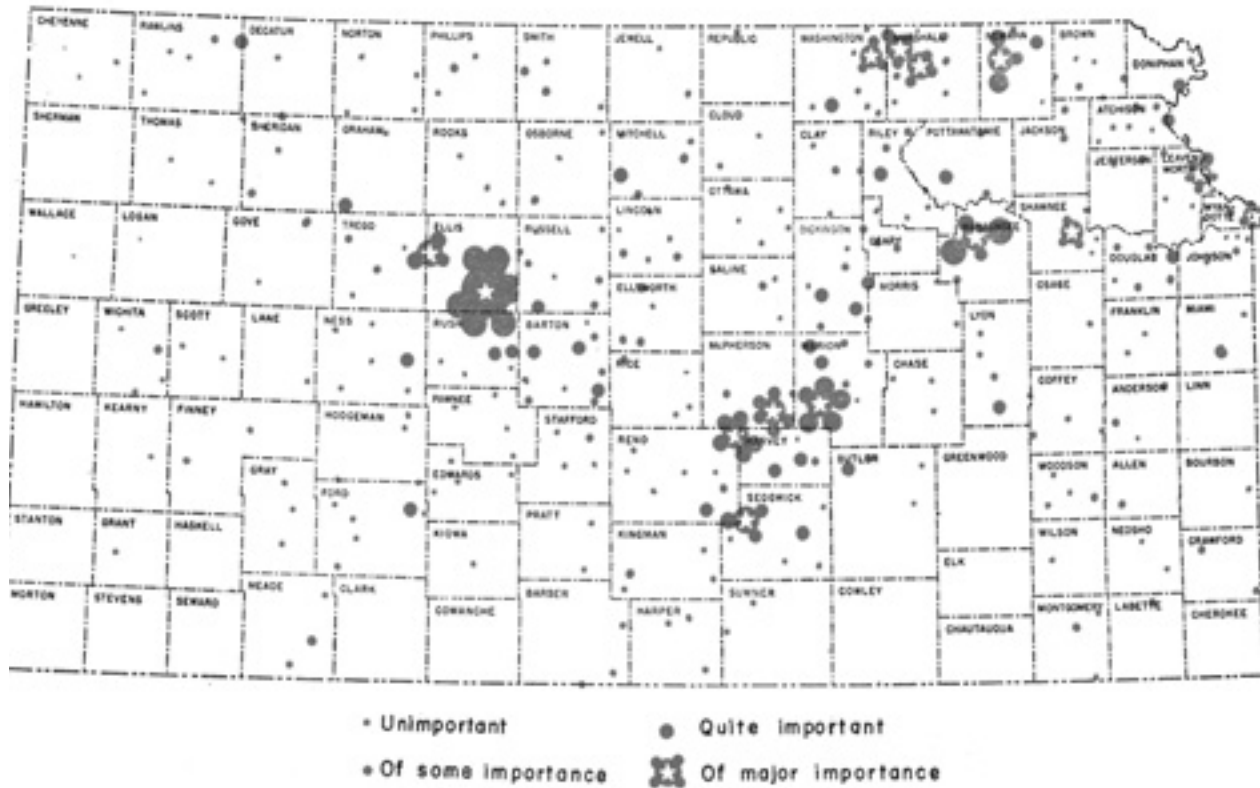 CHEYENNE RAWLINS DECATUR NORTON PHILLIPS SMITH JEWELL REPUBLIC WASHINGTON BROWN DONIPHAN
SHERMAN THOMAS SHERIDAN GRAHAM ROOKS OSBORNE MITCHELL CLOUD CLAY RILEY POTTAWATOMIE JACKSON ATCHISON
OTTAWA
WALLACE LOGAN GOVE TREGO ELLIS RUSSELL LINCOLN DICKINSON GEARY SHAWNEE DOUGLAS JOHNSON
SALINE
ELLSWORTH MORRIS OSAGE
GREELEY WICHITA SCOTT LANE NESS RUSH BARTON McPHERSON MARION LYON FRANKLIN MIAMI
RICE CHASE
HAMILTON KEARNY FINNEY HODGEMAN PAWNEE STAFFORD COFFEY ANDERSON LINN
RENO HARVEY BUTLER GREENWOOD
GRAY FORD EDWARDS SEDGWICK WOODSON ALLEN BOURBON
STANTON GRANT HASKELL KIOWA PRATT KINGMAN WILSON NEOSHO CRAWFORD
ELK
MORTON STEVENS SEWARD MEADE CLARK COMANCHE BARBER HARPER SUMNER COWLEY CHAUTAUQUA MONTGOMERY LABETTE CHEROKEE
Unimportant Quite important
Of some importance Of major importance